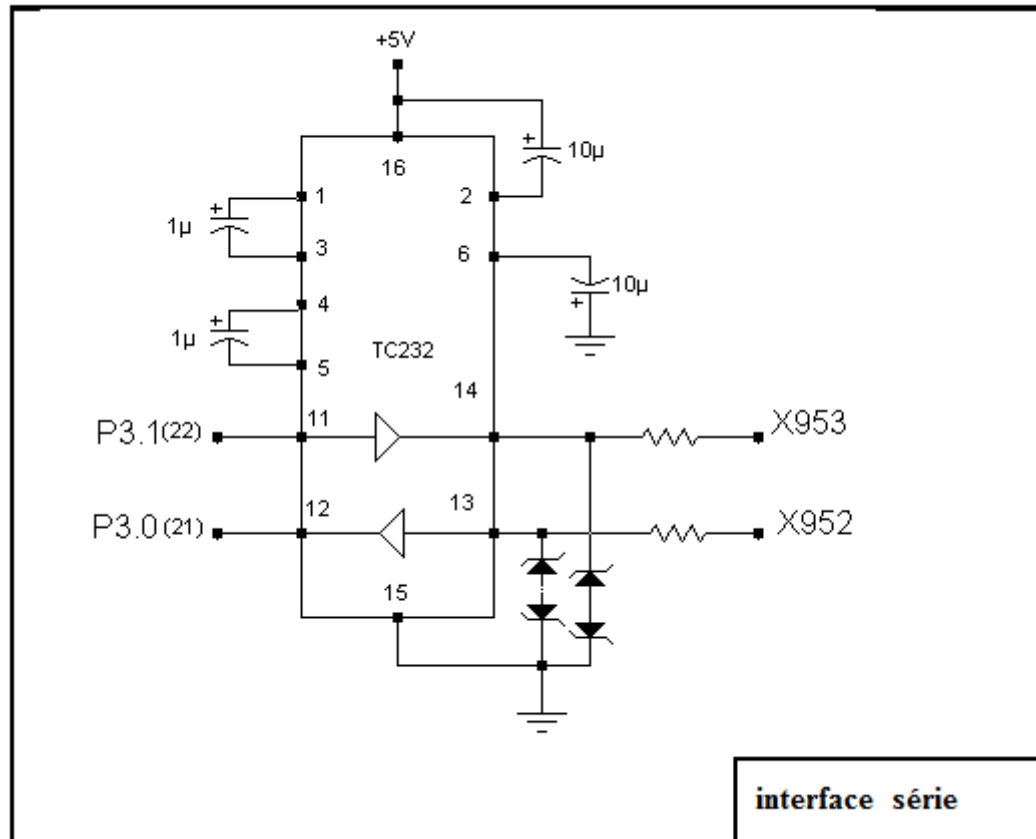 +5V
+
10µ
16
1
2
+
1µ
3
6
10µ
+
4
+
1µ
5
TC232
14
P3.1(22)
11
X953
P3.0(21)
12
13
X952
15
interface série